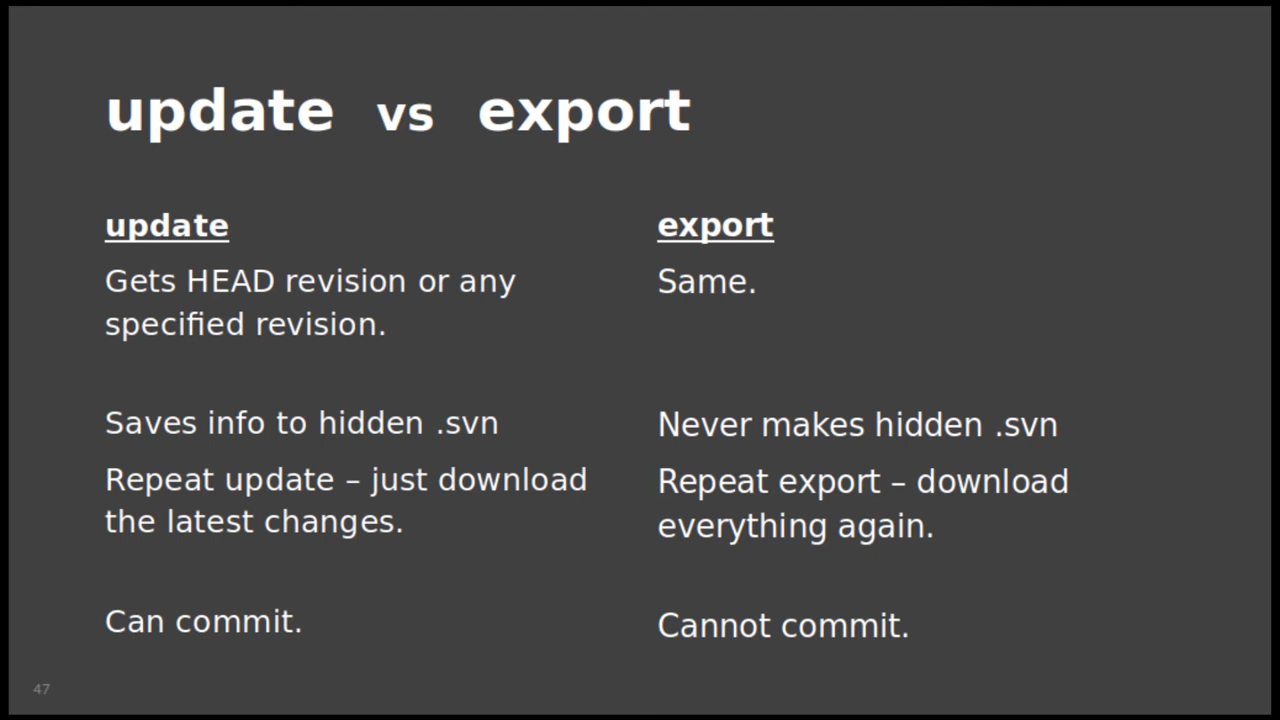 update vs export
update
Gets HEAD revision or any
specified revision.
Saves info to hidden .svn
Repeat update – just download
the latest changes.
Can commit.
export
Same.
Never makes hidden .svn
Repeat export – download
everything again.
Cannot commit.
47